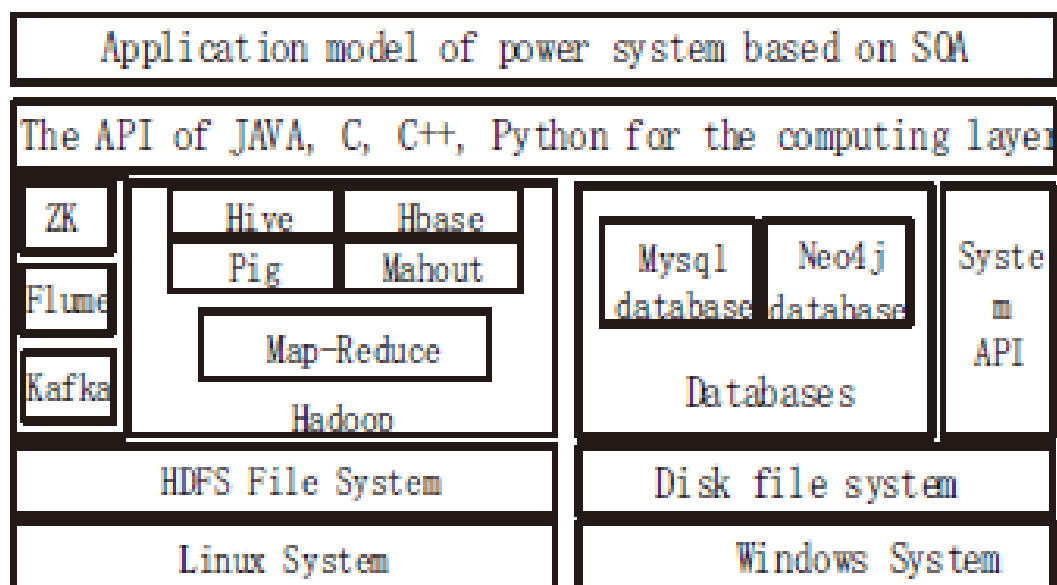 Application model of power system based on SOA
The API of JAVA, C, C++, Python for the computing layer
ZK
Flume
Kafka
Hive
Hbase
Pig
Mahout
Map-Reduce
Hadoop
Mysql
database
Neo4j
database
Databases
Syste
m
API
HDFS File System
Disk file system
Linux System
Windows System